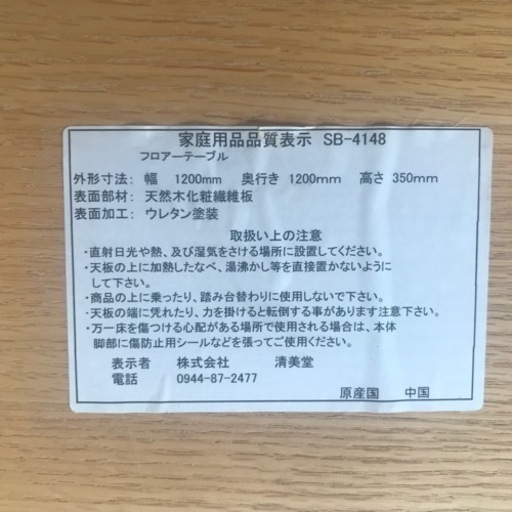 家庭用品品質表示 SB-4148
フロアーテーブル
外形寸法: 幅 1200mm 奥行き 1200mm 高さ 350mm
表面部材: 天然木化粧繊維板
表面加工: ウレタン塗装
取扱い上の注意
・直射日光や熱、及び湿気をさける場所に設置してください。
・天板の上に加熱したなべ、湯沸かし等を直接置かないように
して下さい。
・商品の上に乗ったり、踏み台替わりに使用しないで下さい。
・天板の端に凭れたり、力を掛けると転倒する事があります注意下さい。
・万一床を傷つける心配がある場所で使用される場合は、本体
脚部に傷防止用シールなどを張ってご使用ください。
表示者 株式会社 清美堂
電話 0944-87-2477
原産国 中国